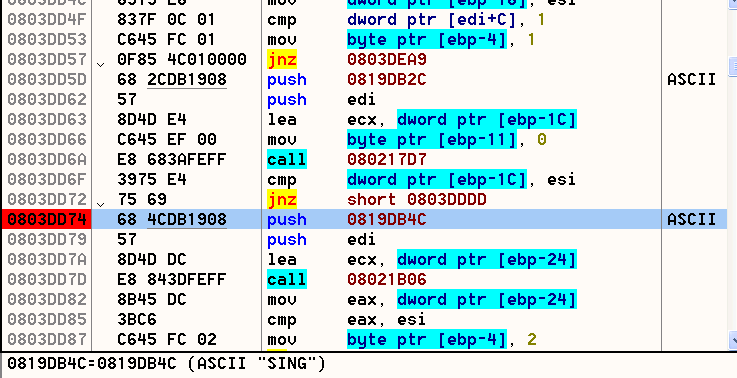 0803DD4F 837F 0C 01 cmp dword ptr [edi+C], 1
0803DD53 C645 FC 01 mov byte ptr [ebp-4], 1
0803DD57 0F85 4C010000 jnz 0803DEA9
0803DD5D 68 2CDB1908 push 0819DB2C ASCII
0803DD62 57 push edi
0803DD63 8D4D E4 lea ecx, dword ptr [ebp-1C]
0803DD66 C645 EF 00 mov byte ptr [ebp-11], 0
0803DD6A E8 683AFEFF call 080217D7
0803DD6F 3975 E4 cmp dword ptr [ebp-1C], esi
0803DD72 75 69 jnz short 0803DDDD
0803DD74 68 4CDB1908 push 0819DB4C ASCII
0803DD79 57 push edi
0803DD7A 8D4D DC lea ecx, dword ptr [ebp-24]
0803DD7D E8 843DFEFF call 08021B06
0803DD82 8B45 DC mov eax, dword ptr [ebp-24]
0803DD85 3BC6 cmp eax, esi
0803DD87 C645 FC 02 mov byte ptr [ebp-4], 2
0819DB4C=0819DB4C (ASCII "SING")